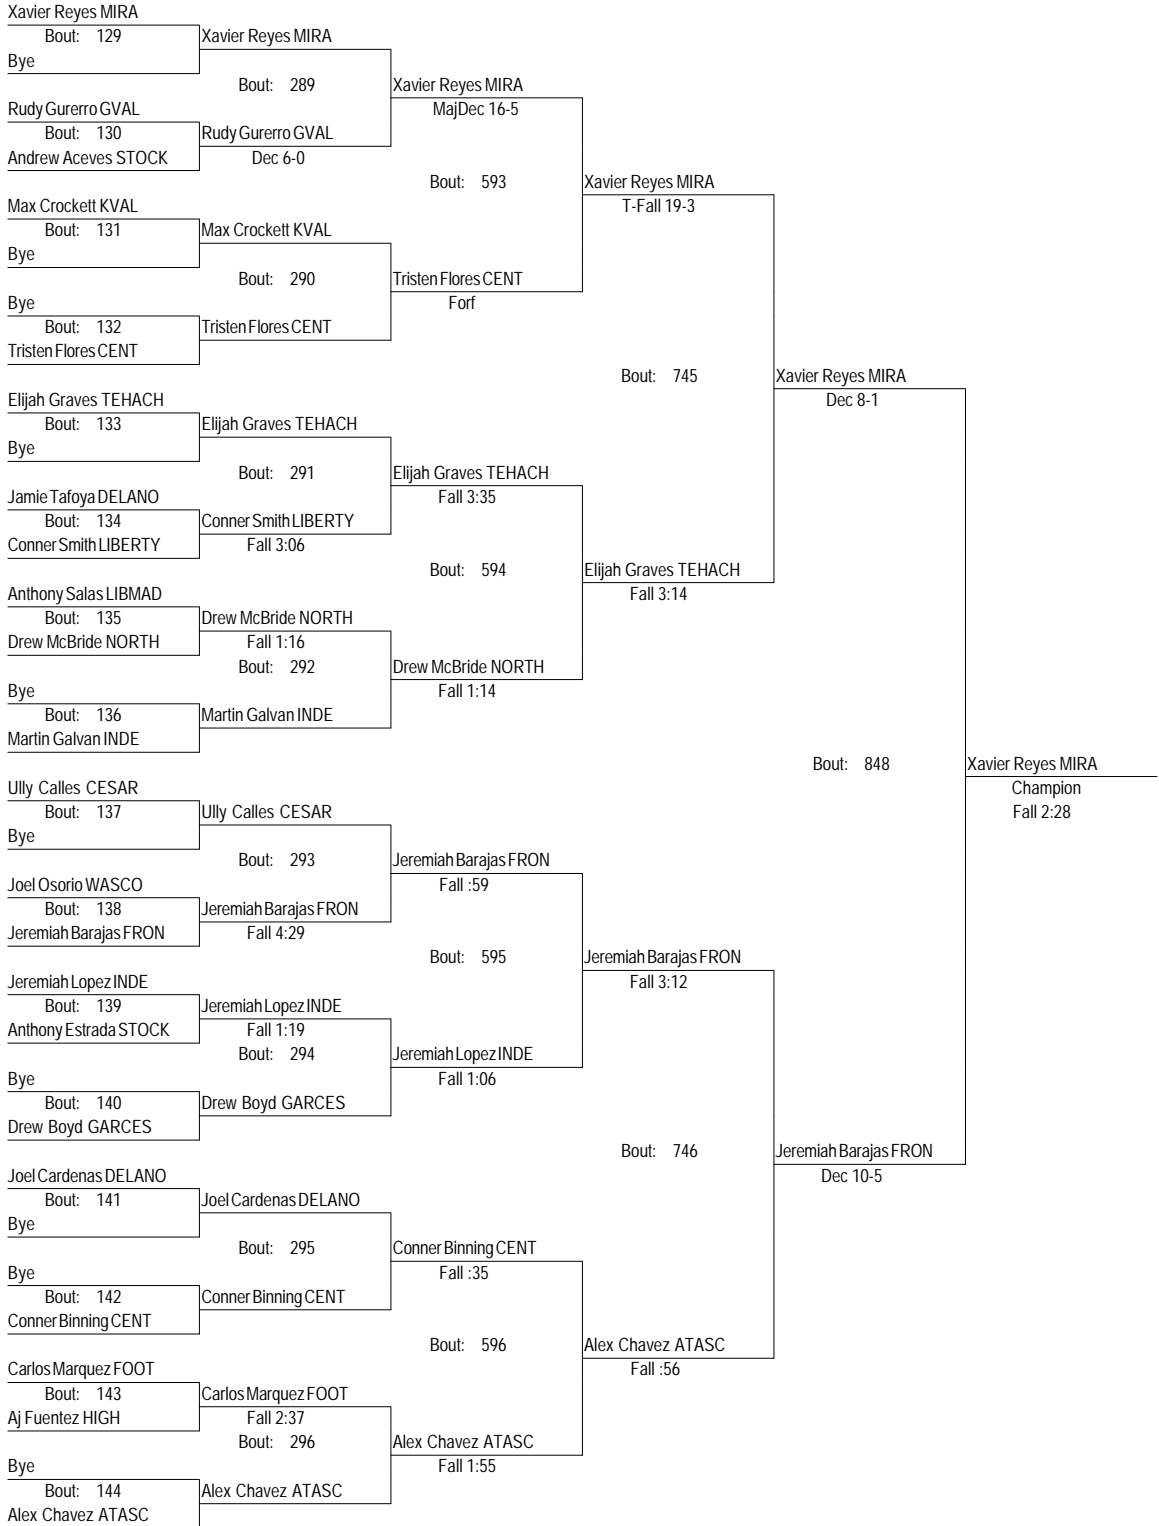 Xavier Reyes MIRA
Bout: 129
Xavier Reyes MIRA
Bye
Bout: 289
Xavier Reyes MIRA
MajDec 16-5
Rudy Gurerro GVAL
Bout: 130
Rudy Gurerro GVAL
Andrew Aceves STOCK
Dec 6-0
Bout: 593
Xavier Reyes MIRA
T-Fall 19-3
Max Crockett KVAL
Bout: 131
Max Crockett KVAL
Bye
Bout: 290
Tristen Flores CENT
Forf
Bye
Bout: 132
Tristen Flores CENT
Tristen Flores CENT
Bout: 745
Xavier Reyes MIRA
Dec 8-1
Elijah Graves TEHACH
Bout: 133
Elijah Graves TEHACH
Bye
Bout: 291
Elijah Graves TEHACH
Fall 3:35
Jamie Tafoya DELANO
Bout: 134
Conner Smith LIBERTY
Conner Smith LIBERTY
Fall 3:06
Bout: 594
Elijah Graves TEHACH
Fall 3:14
Anthony Salas LIBMAD
Bout: 135
Drew McBride NORTH
Drew McBride NORTH
Fall 1:16
Bout: 292
Drew McBride NORTH
Fall 1:14
Bye
Bout: 136
Martin Galvan INDE
Martin Galvan INDE
Bout: 848
Xavier Reyes MIRA
Champion
Fall 2:28
Ully Calles CESAR
Bout: 137
Ully Calles CESAR
Bye
Bout: 293
Jeremiah Barajas FRON
Fall :59
Joel Osorio WASCO
Bout: 138
Jeremiah Barajas FRON
Jeremiah Barajas FRON
Fall 4:29
Bout: 595
Jeremiah Barajas FRON
Fall 3:12
Jeremiah Lopez INDE
Bout: 139
Jeremiah Lopez INDE
Anthony Estrada STOCK
Fall 1:19
Bout: 294
Jeremiah Lopez INDE
Fall 1:06
Bye
Bout: 140
Drew Boyd GARCES
Drew Boyd GARCES
Bout: 746
Jeremiah Barajas FRON
Dec 10-5
Joel Cardenas DELANO
Bout: 141
Joel Cardenas DELANO
Bye
Bout: 295
Conner Binning CENT
Fall :35
Bye
Bout: 142
Conner Binning CENT
Conner Binning CENT
Bout: 596
Alex Chavez ATASC
Fall :56
Carlos Marquez FOOT
Bout: 143
Carlos Marquez FOOT
Aj Fuentez HIGH
Fall 2:37
Bout: 296
Alex Chavez ATASC
Fall 1:55
Bye
Bout: 144
Alex Chavez ATASC
Alex Chavez ATASC